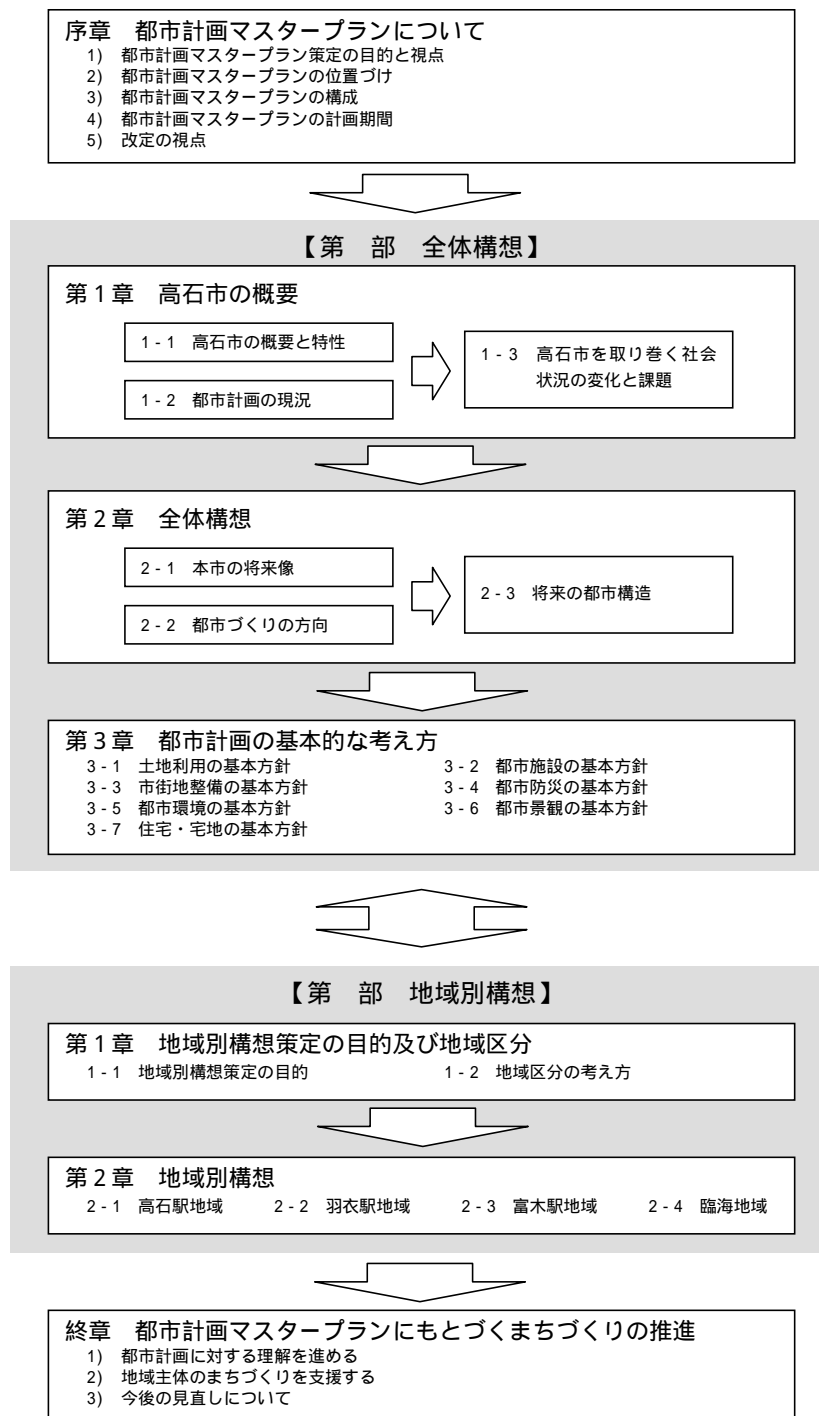 序章　都市計画マスタープランについて
1)　都市計画マスタープラン策定の目的と視点
2)　都市計画マスタープランの位置づけ
3)　都市計画マスタープランの構成
4)　都市計画マスタープランの計画期間
5)　改定の視点
【第　部　全体構想】
第1章　高石市の概要
1-1　高石市の概要と特性
1-2　都市計画の現況
1-3　高石市を取り巻く社会
状況の変化と課題
第2章　全体構想
2-1　本市の将来像
2-2　都市づくりの方向
2-3　将来の都市構造
第3章　都市計画の基本的な考え方
3-1　土地利用の基本方針　3-2　都市施設の基本方針
3-3　市街地整備の基本方針　3-4　都市防災の基本方針
3-5　都市環境の基本方針　3-6　都市景観の基本方針
3-7　住宅・宅地の基本方針
【第　部　地域別構想】
第1章　地域別構想策定の目的及び地域区分
1-1　地域別構想策定の目的　1-2　地域区分の考え方
第2章　地域別構想
2-1　高石駅地域　2-2　羽衣駅地域　2-3　富木駅地域　2-4　臨海地域
終章　都市計画マスタープランにもとづくまちづくりの推進
1)　都市計画に対する理解を進める
2)　地域主体のまちづくりを支援する
3)　今後の見直しについて